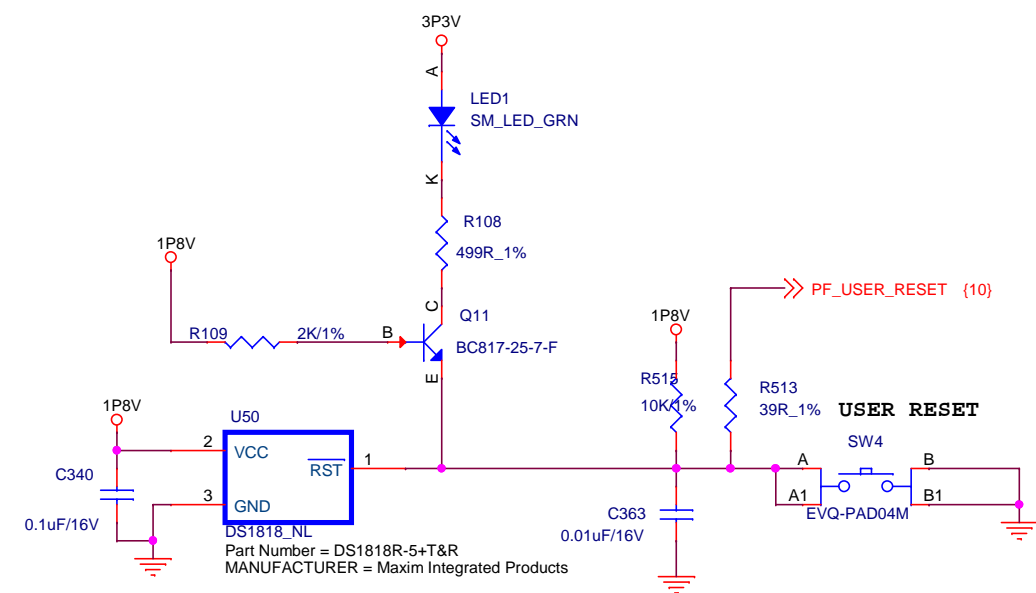 3P3V
A
LED1
SM_LED_GRN
K
R108
499R_1%
1P8V
C
Q11
R109
2K/1%
B
BC817-25-7-F
E
PF_USER_RESET {10}
1P8V
R515
10K/1%
R513
39R_1%
USER RESET
SW4
1P8V
U50
2
VCC
RST
1
A
B
C340
3
GND
A1
B1
0.1uF/16V
C363
0.01uF/16V
EVQ-PAD04M
DS1818_NL
Part Number = DS1818R-5+T&R
MANUFACTURER = Maxim Integrated Products